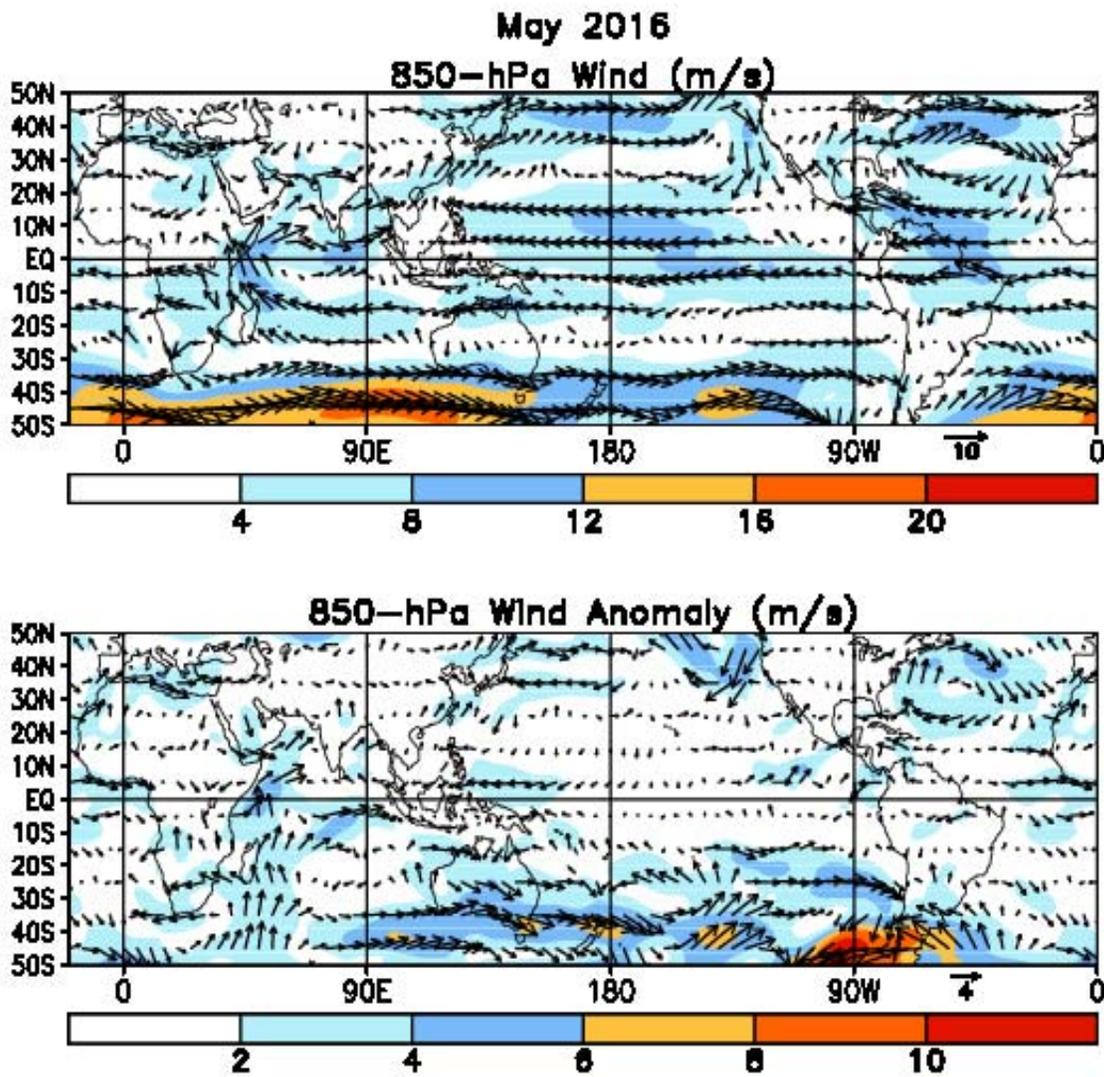 May 2016
850-hPa Wind (m/s)
50N
40N
30N
20N
10N
EQ
10S
20S
30S
40S
50S
0 90E 180 90W 10 0
4 8 12 16 20
850-hPa Wind Anomaly (m/s)
50N
40N
30N
20N
10N
EQ
10S
20S
30S
40S
50S
0 90E 180 90W 4 0
2 4 6 8 10